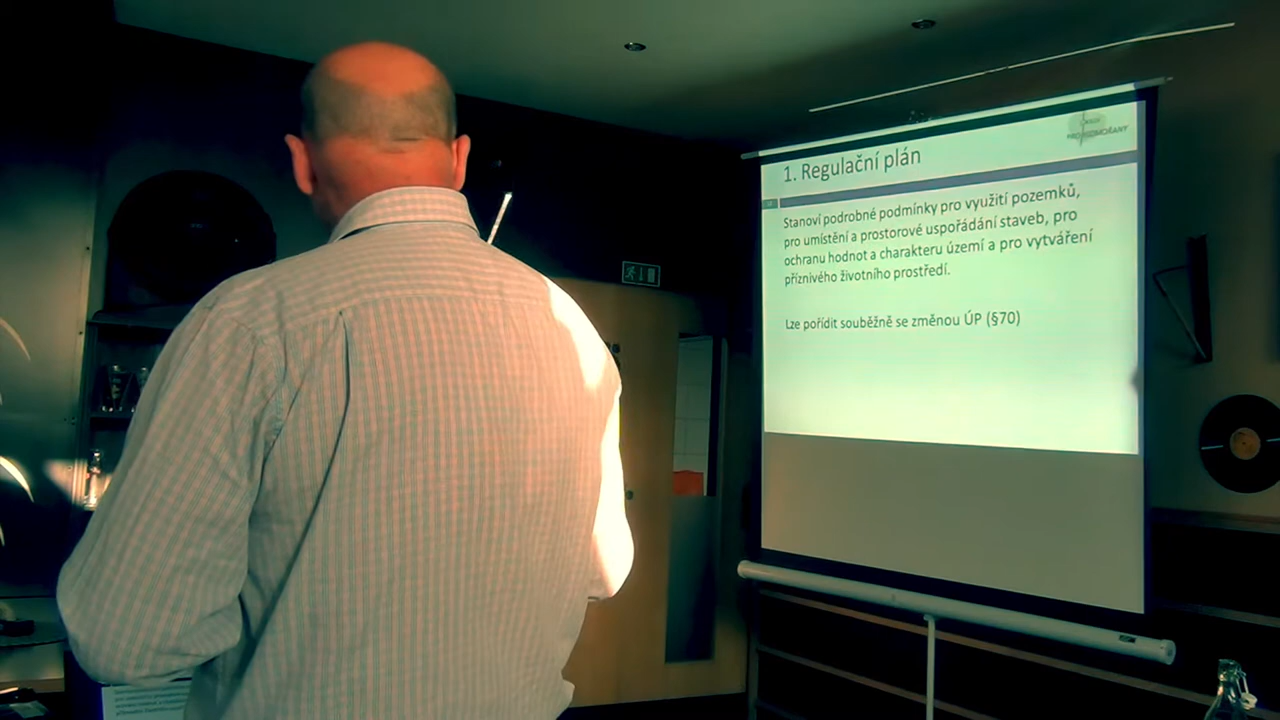 1. Regulační plán
Stanoví podrobné podmínky pro využití pozemků,
pro umístění a prostorové uspořádání staveb, pro
ochranu hodnot a charakteru území a pro vytváření
příznivého životního prostředí.
Lze pořídit souběžně se změnou ÚP (§70)